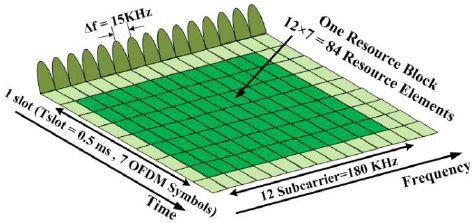 Δf = 15KHz
One Resource Block
12×7 = 84 Resource Elements
1 slot (Tslot = 0.5 ms , 7 OFDM Symbols)
Time
12 Subcarrier=180 KHz
Frequency